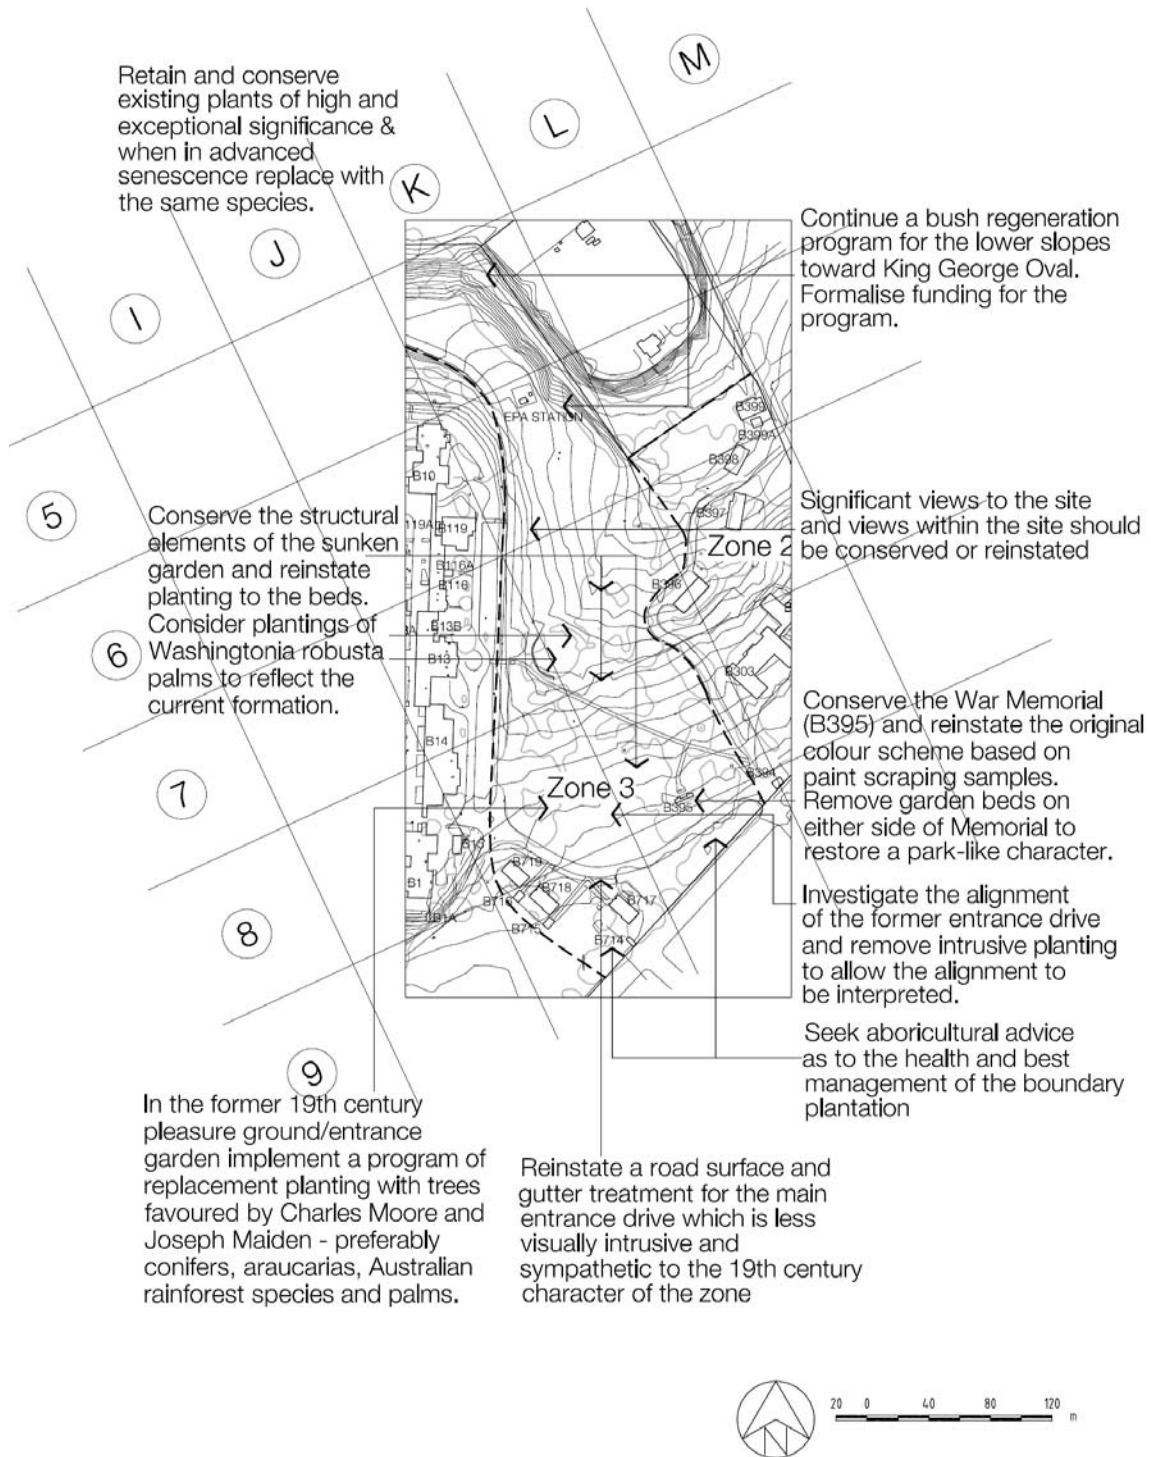 M
L
Retain and conserve
existing plants of high and
exceptional significance &
when in advanced
senescence replace with
the same species.
K
J
I
Continue a bush regeneration
program for the lower slopes
toward King George Oval.
Formalise funding for the
program.
EPA STATION
B399
B399A
B398
B397
B10
5
119A
B119
B116A
B116
Conserve the structural
elements of the sunken
garden and reinstate
planting to the beds.
Consider plantings of
Washingtonia robusta
palms to reflect the
current formation.
Significant views to the site
and views within the site should
be conserved or reinstated
Zone 2
B396
6
B13B
B13
B303
B14
7
Conserve the War Memorial
(B395) and reinstate the original
colour scheme based on
paint scraping samples.
Remove garden beds on
either side of Memorial to
restore a park-like character.
B394
Zone 3
B395
B1
B1A
B719
B718
B716
B715
B717
B714
8
Investigate the alignment
of the former entrance drive
and remove intrusive planting
to allow the alignment to
be interpreted.
Seek aboricultural advice
as to the health and best
management of the boundary
plantation
9
In the former 19th century
pleasure ground/entrance
garden implement a program of
replacement planting with trees
favoured by Charles Moore and
Joseph Maiden - preferably
conifers, araucarias, Australian
rainforest species and palms.
Reinstate a road surface and
gutter treatment for the main
entrance drive which is less
visually intrusive and
sympathetic to the 19th century
character of the zone
N
20 0 40 80 120
m